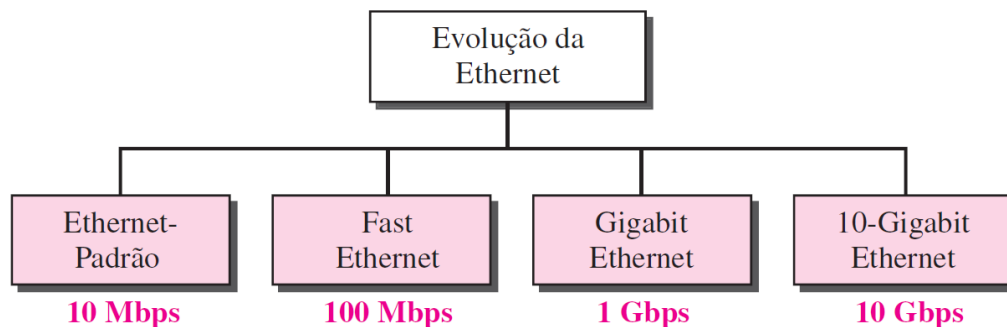 Evolução da
Ethernet
Ethernet-
Padrão
10 Mbps
Fast
Ethernet
100 Mbps
Gigabit
Ethernet
1 Gbps
10-Gigabit
Ethernet
10 Gbps